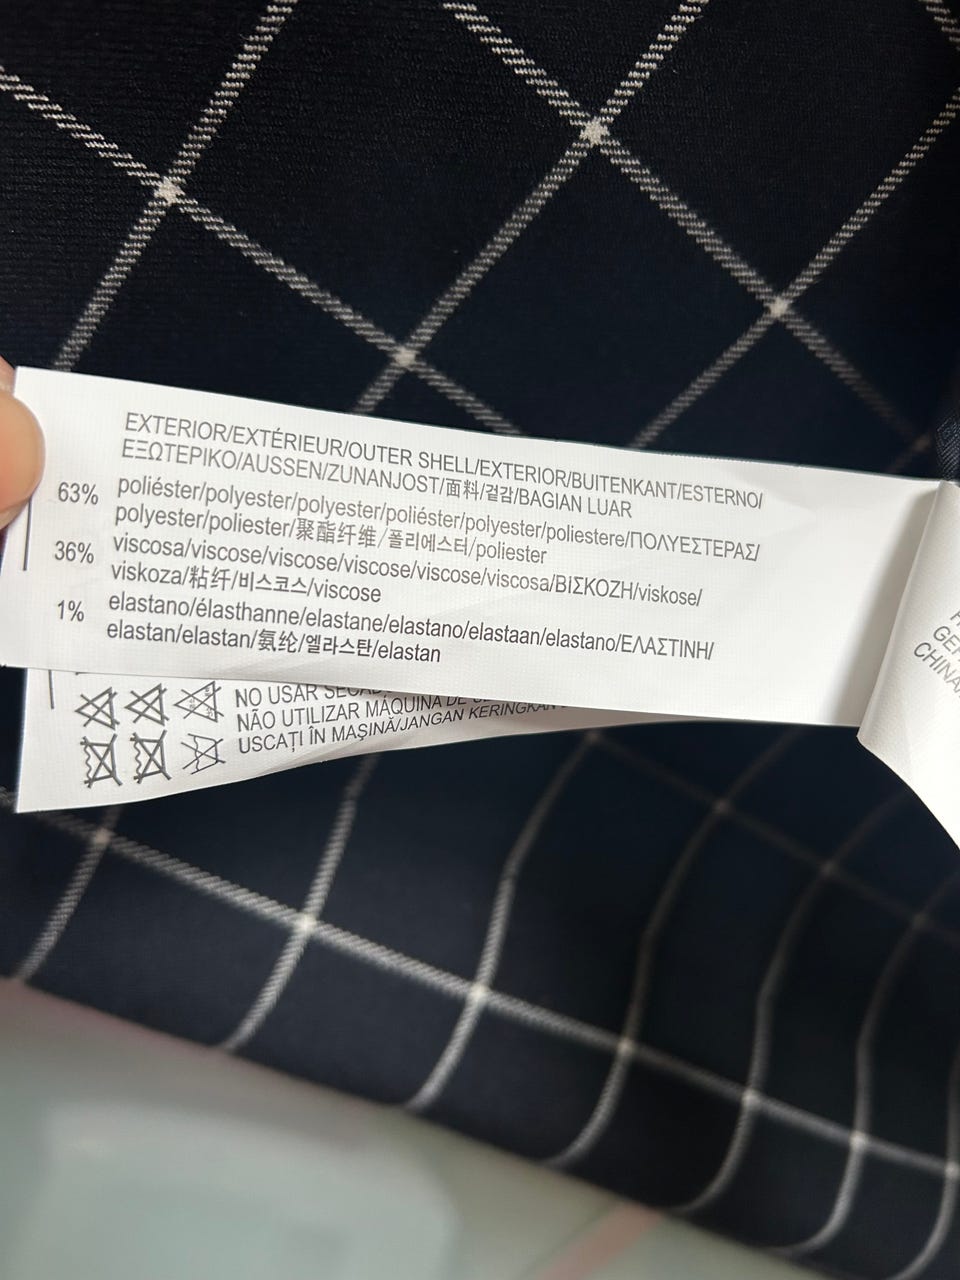 EXTERIOR/EXTÉRIEUR/OUTER SHELL/EXTERIOR/BUITENKANT/ESTERNO/
ΕΞΩΤΕΡΙΚΟ/AUSSEN/ZUNANJOST/面料/겉감/BAGIAN LUAR
63% poliéster/polyester/polyester/poliéster/polyester/poliestere/ΠΟΛΥΕΣΤΕΡΑΣ/
polyester/poliester/聚酯纤维/폴리에스터/poliester
36% viscosa/viscose/viscose/viscose/viscose/viscosa/ΒΙΣΚΟΖΗ/viskose/
viskoza/粘纤/비스코스/viscose
1% elastano/élasthanne/elastane/elastano/elastaan/elastano/ΕΛΑΣΤΙΝΗ/
elastan/elastan/氨纶/엘라스탄/elastan
NO USAR
NÃO UTILIZAR MÁQUINA DE
USCAȚI ÎN MAŞINĂ/JANGAN KERINGKAN
CHINA